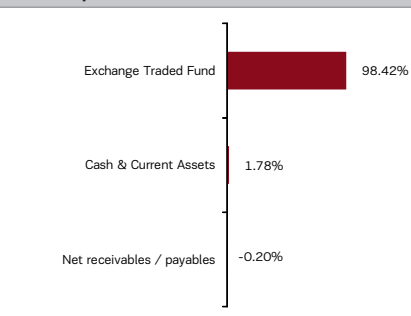 Exchange Traded Fund 98.42%
Cash & Current Assets 1.78%
Net receivables / payables -0.20%